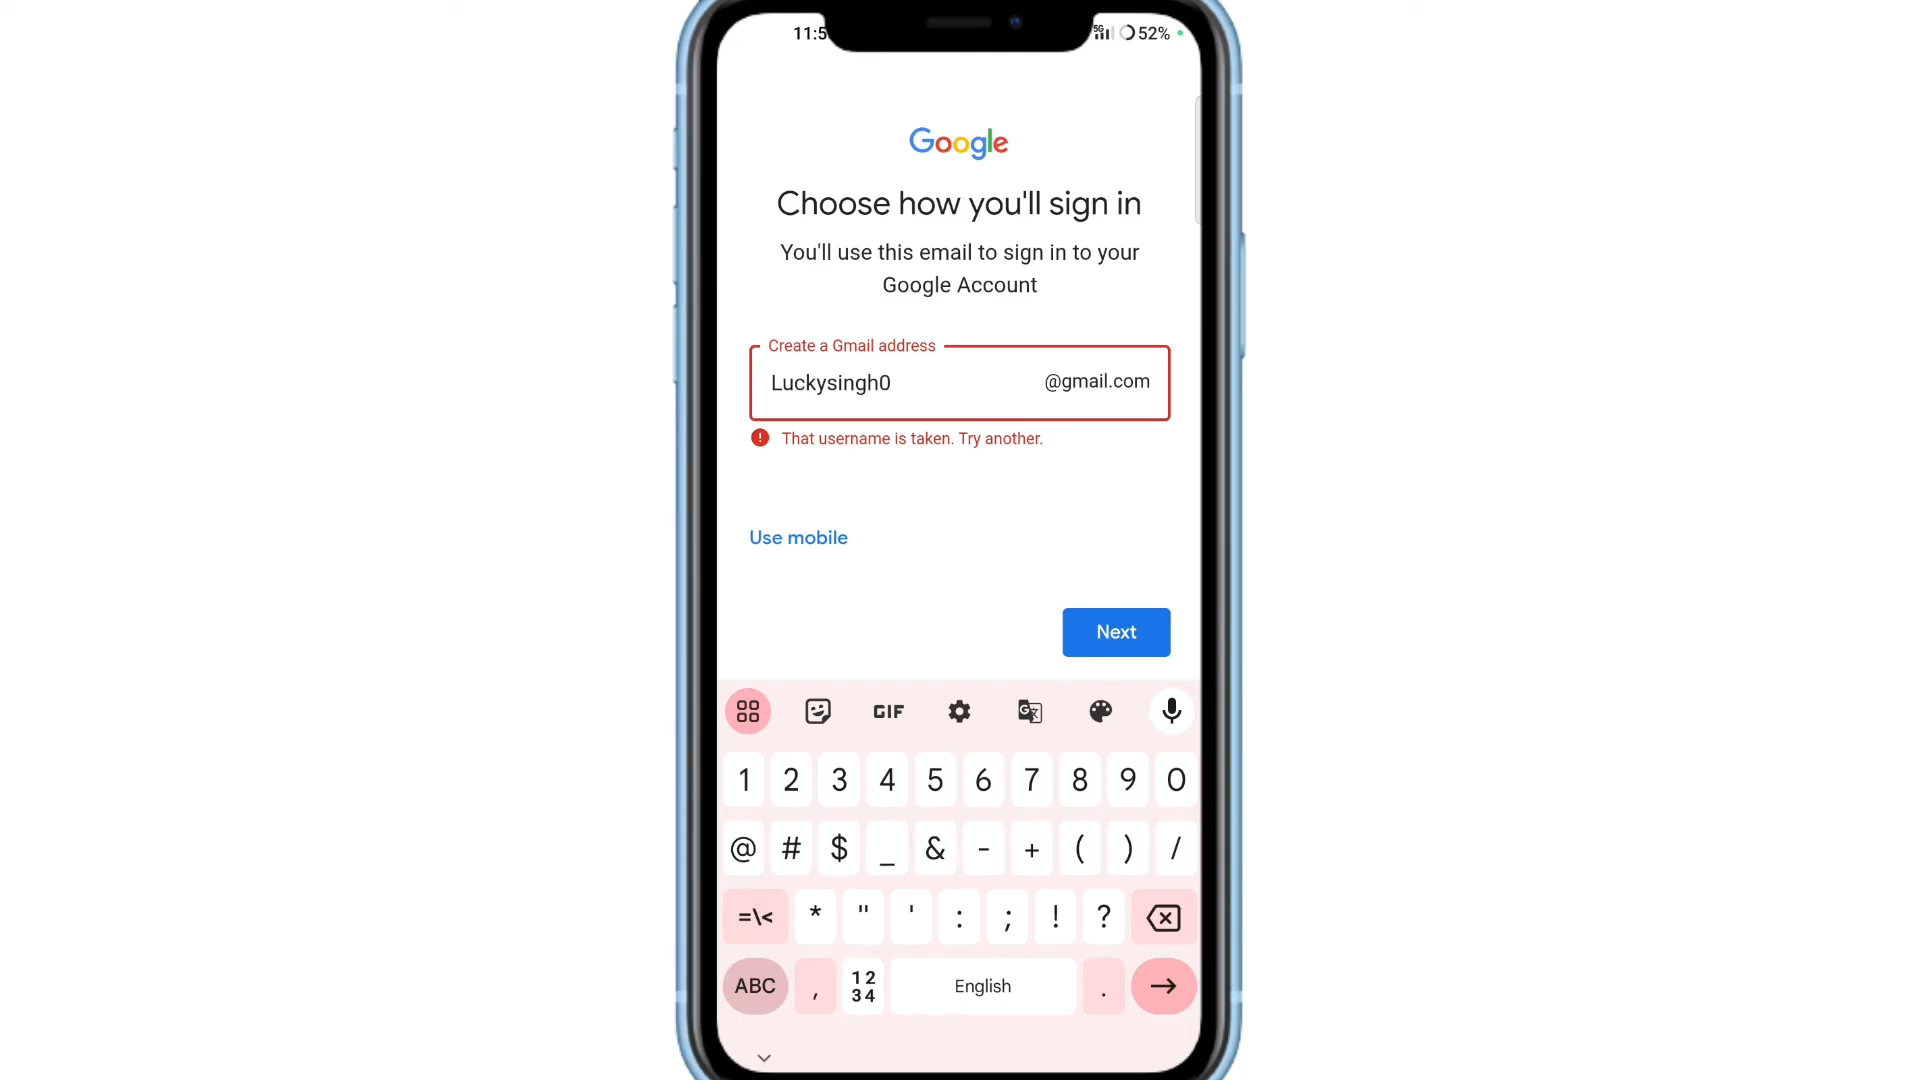 11:5
5G
52%
Google
Choose how you'll sign in
You'll use this email to sign in to your
Google Account
Create a Gmail address
Luckysingh0
@gmail.com
That username is taken. Try another.
Use mobile
Next
GIF
1 2 3 4 5 6 7 8 9 0
@ # $ _ & - + ( ) /
=\< * " ' : ; ! ?
ABC , 12 34 English .